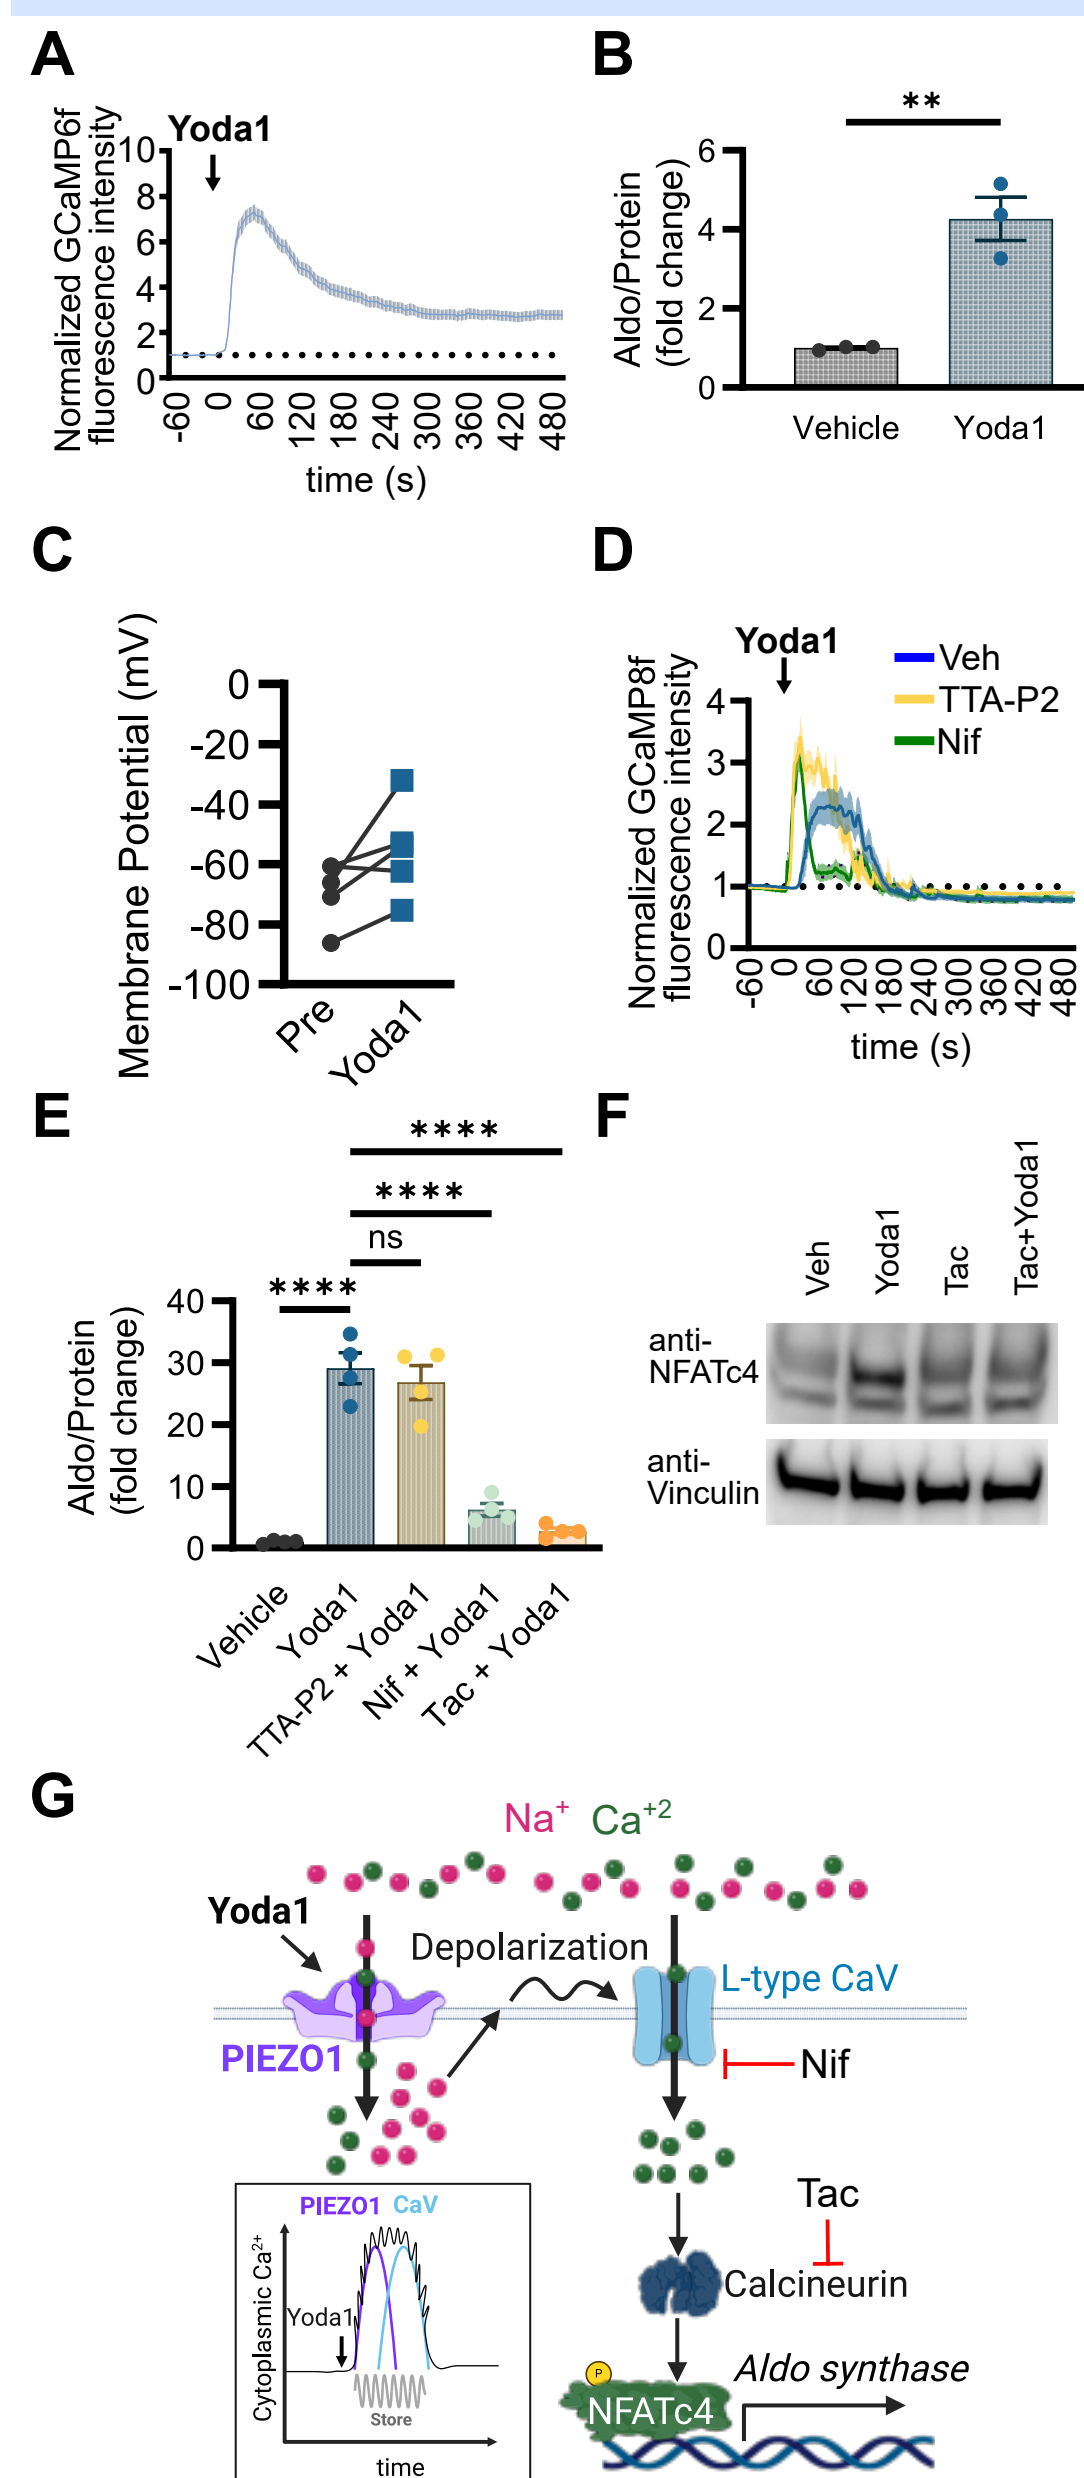 A
Normalized GCaMP6f
fluorescence intensity
Yoda1
10
8
6
4
2
0
-60 0 60 120 180 240 300 360 420 480
time (s)
B
**
Aldo/Protein
(fold change)
6
4
2
0
Vehicle Yoda1
C
Membrane Potential (mV)
0
-20
-40
-60
-80
-100
Pre Yoda1
D
Normalized GCaMP8f
fluorescence intensity
Yoda1
Veh
TTA-P2
Nif
4
3
2
1
0
-60 0 60 120 180 240 300 360 420 480
time (s)
E
****
****
ns
****
Aldo/Protein
(fold change)
40
30
20
10
0
Vehicle
Yoda1
TTA-P2 + Yoda1
Nif + Yoda1
Tac + Yoda1
F
Veh Yoda1 Tac Tac+Yoda1
anti-
NFATc4
anti-
Vinculin
G
Na⁺ Ca⁺²
Yoda1
Depolarization
L-type CaV
PIEZO1
Nif
Tac
Calcineurin
P
NFATc4
Aldo synthase
PIEZO1 CaV
Cytoplasmic Ca²⁺
Yoda1
Store
time